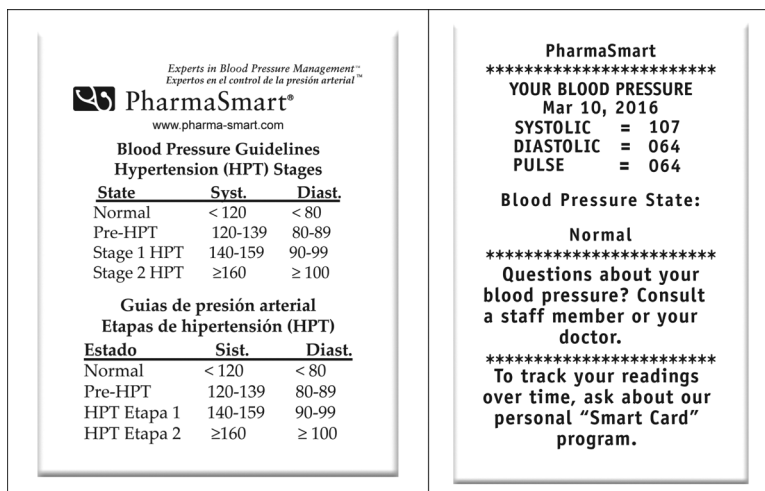 Experts in Blood Pressure Management™
Expertos en el control de la presión arterial™
PharmaSmart®
www.pharma-smart.com
Blood Pressure Guidelines
Hypertension (HPT) Stages
State Syst. Diast.
Normal < 120 < 80
Pre-HPT 120-139 80-89
Stage 1 HPT 140-159 90-99
Stage 2 HPT ≥160 ≥ 100
Guias de presión arterial
Etapas de hipertensión (HPT)
Estado Sist. Diast.
Normal < 120 < 80
Pre-HPT 120-139 80-89
HPT Etapa 1 140-159 90-99
HPT Etapa 2 ≥160 ≥ 100
PharmaSmart
************************
YOUR BLOOD PRESSURE
Mar 10, 2016
SYSTOLIC = 107
DIASTOLIC = 064
PULSE = 064
Blood Pressure State:
Normal
************************
Questions about your
blood pressure? Consult
a staff member or your
doctor.
************************
To track your readings
over time, ask about our
personal “Smart Card”
program.